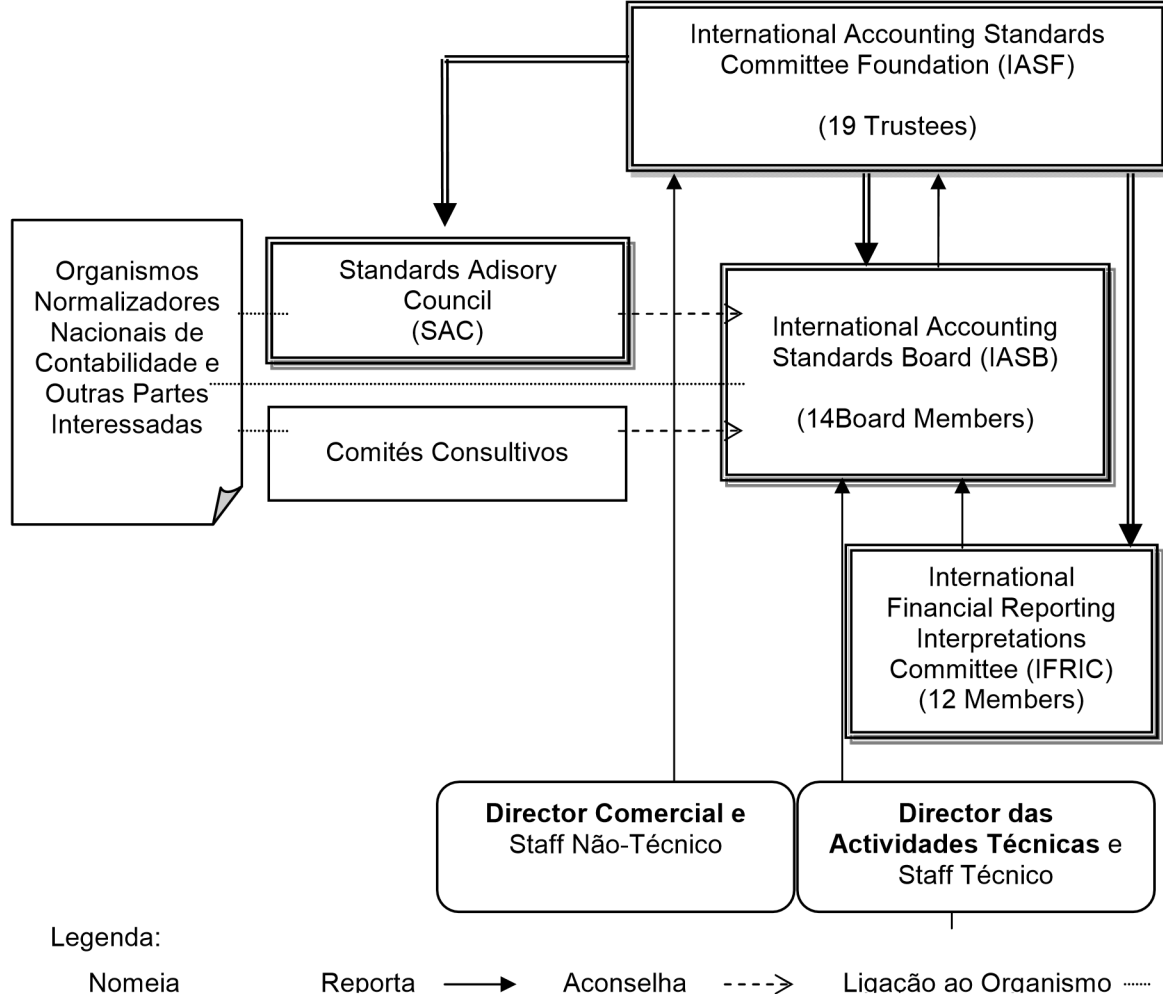 International Accounting Standards
Committee Foundation (IASF)
(19 Trustees)
Organismos
Normalizadores
Nacionais de
Contabilidade e
Outras Partes
Interessadas
Standards Adisory
Council
(SAC)
International Accounting
Standards Board (IASB)
(14Board Members)
Comités Consultivos
International
Financial Reporting
Interpretations
Committee (IFRIC)
(12 Members)
Director Comercial e
Staff Não-Técnico
Director das
Actividades Técnicas e
Staff Técnico
Legenda:
Nomeia Reporta Aconselha Ligação ao Organismo